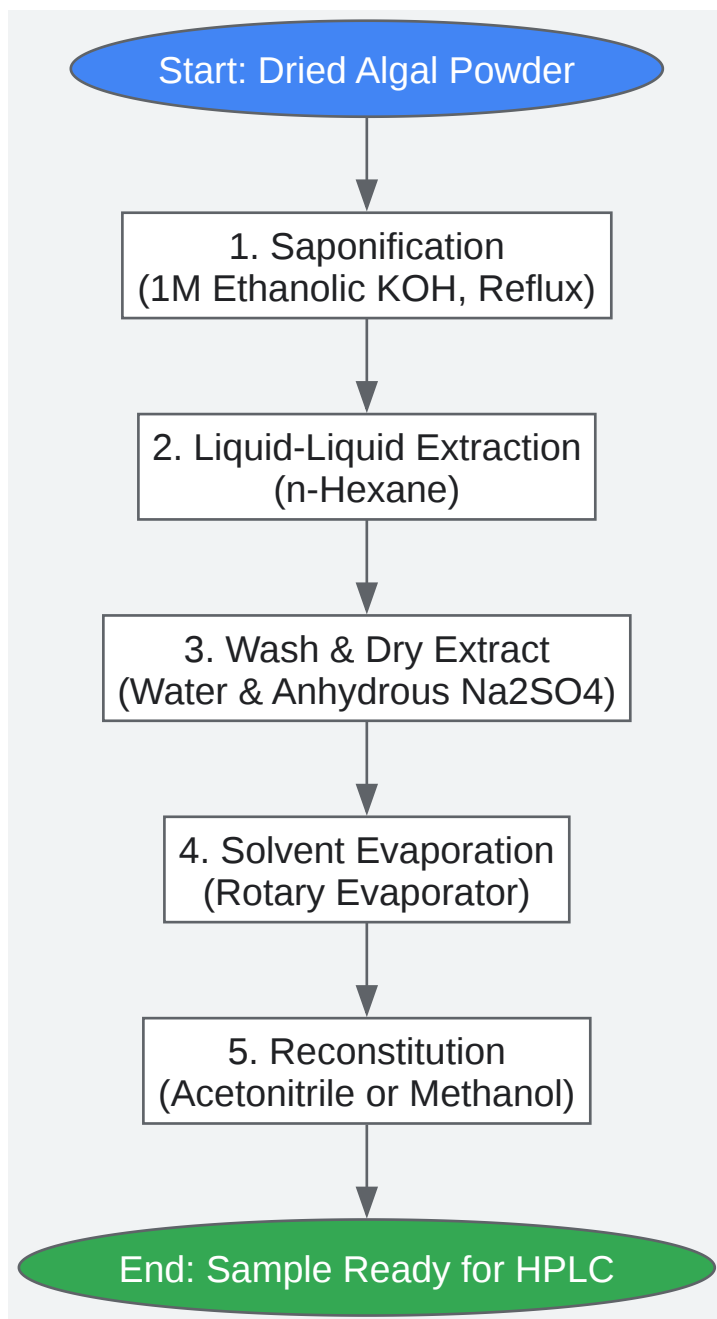 Start: Dried Algal Powder
1. Saponification
(1M Ethanolic KOH, Reflux)
2. Liquid-Liquid Extraction
(n-Hexane)
3. Wash & Dry Extract
(Water & Anhydrous Na2SO4)
4. Solvent Evaporation
(Rotary Evaporator)
5. Reconstitution
(Acetonitrile or Methanol)
End: Sample Ready for HPLC